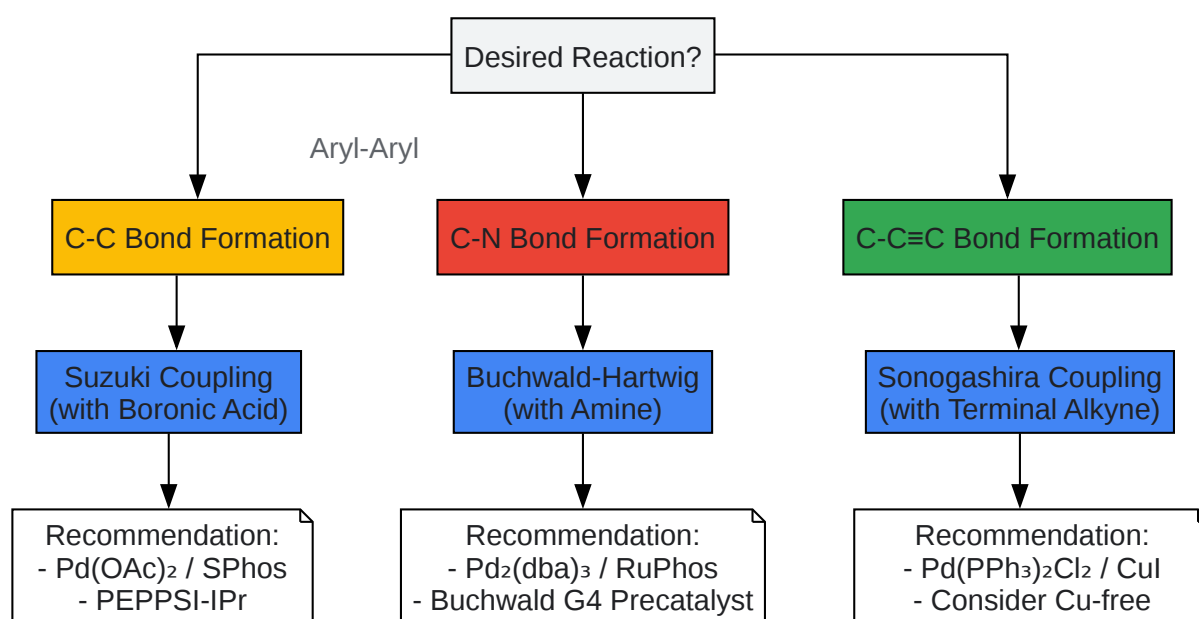 Desired Reaction?
Aryl-Aryl
C-C Bond Formation
C-N Bond Formation
C-C≡C Bond Formation
Suzuki Coupling
(with Boronic Acid)
Buchwald-Hartwig
(with Amine)
Sonogashira Coupling
(with Terminal Alkyne)
Recommendation:
- Pd(OAc)₂ / SPhos
- PEPPSI-IPr
Recommendation:
- Pd₂(dba)₃ / RuPhos
- Buchwald G4 Precatalyst
Recommendation:
- Pd(PPh₃)₂Cl₂ / CuI
- Consider Cu-free